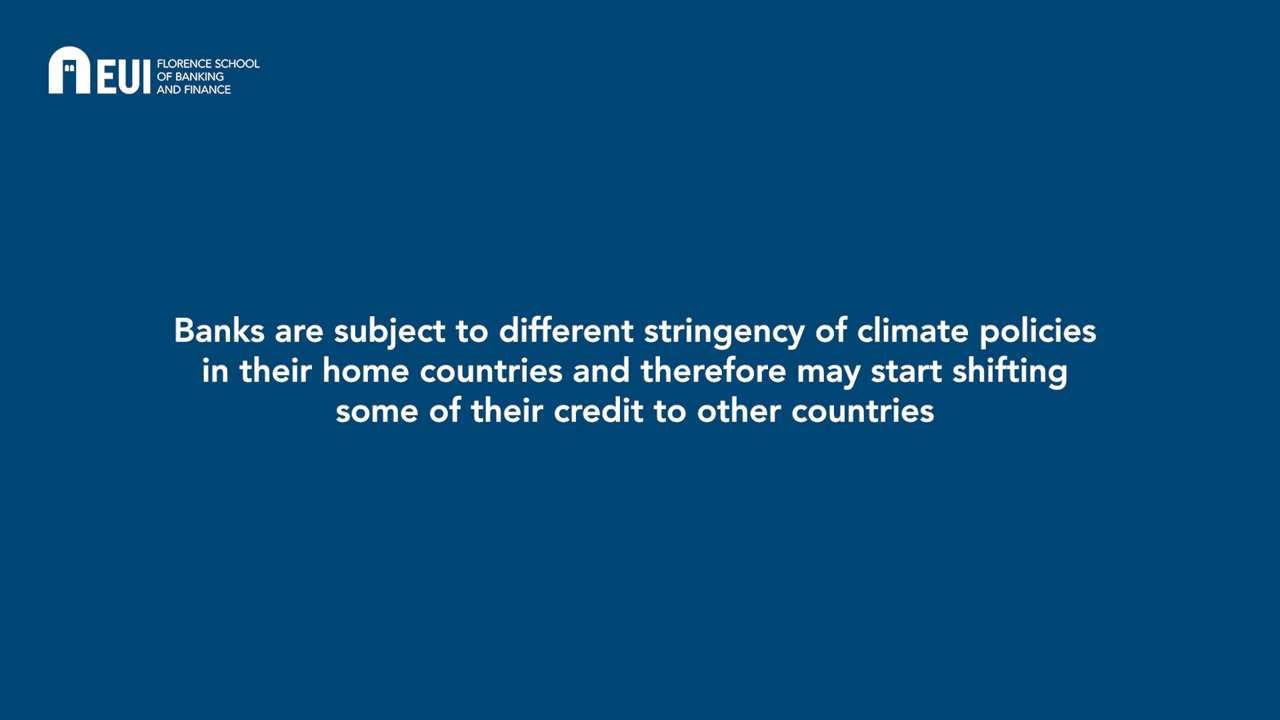 EUI
FLORENCE SCHOOL
OF BANKING
AND FINANCE
Banks are subject to different stringency of climate policies
in their home countries and therefore may start shifting
some of their credit to other countries